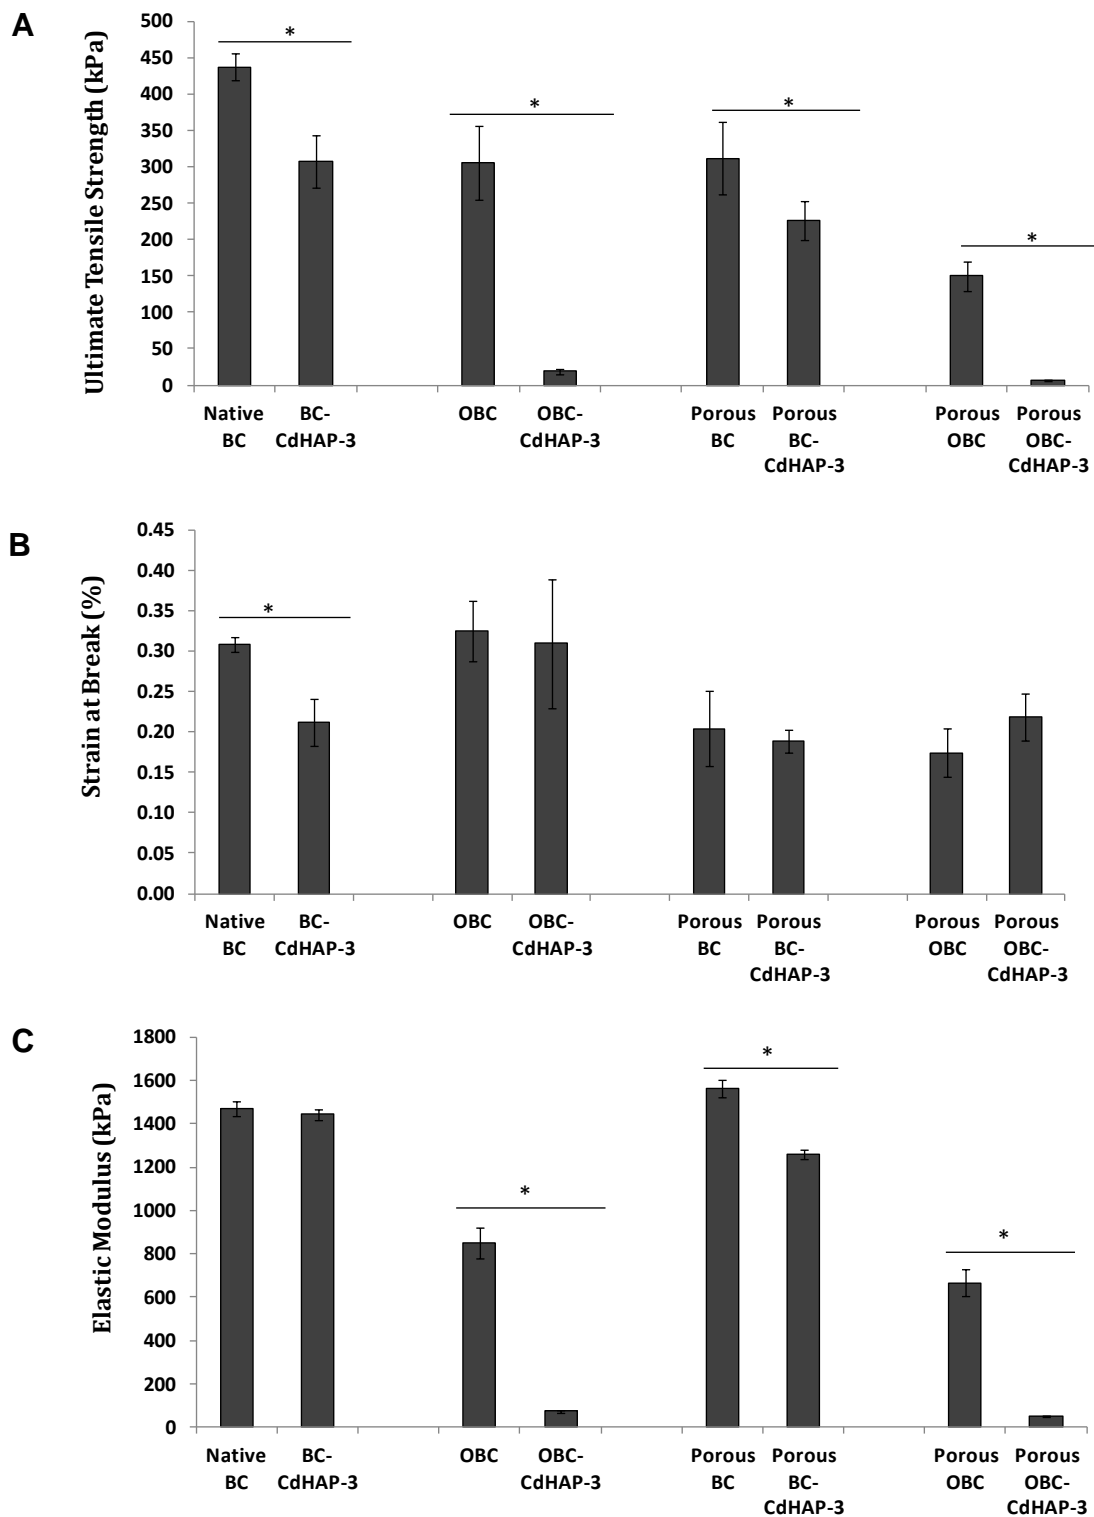 A
Ultimate Tensile Strength (kPa)
500
450
400
350
300
250
200
150
100
50
0
*
*
*
*
Native
BC
BC-
CdHAP-3
OBC
OBC-
CdHAP-3
Porous
BC
Porous
BC-
CdHAP-3
Porous
OBC
Porous
OBC-
CdHAP-3
B
Strain at Break (%)
0.45
0.40
0.35
0.30
0.25
0.20
0.15
0.10
0.05
0.00
*
Native
BC
BC-
CdHAP-3
OBC
OBC-
CdHAP-3
Porous
BC
Porous
BC-
CdHAP-3
Porous
OBC
Porous
OBC-
CdHAP-3
C
Elastic Modulus (kPa)
1800
1600
1400
1200
1000
800
600
400
200
0
*
*
*
Native
BC
BC-
CdHAP-3
OBC
OBC-
CdHAP-3
Porous
BC
Porous
BC-
CdHAP-3
Porous
OBC
Porous
OBC-
CdHAP-3